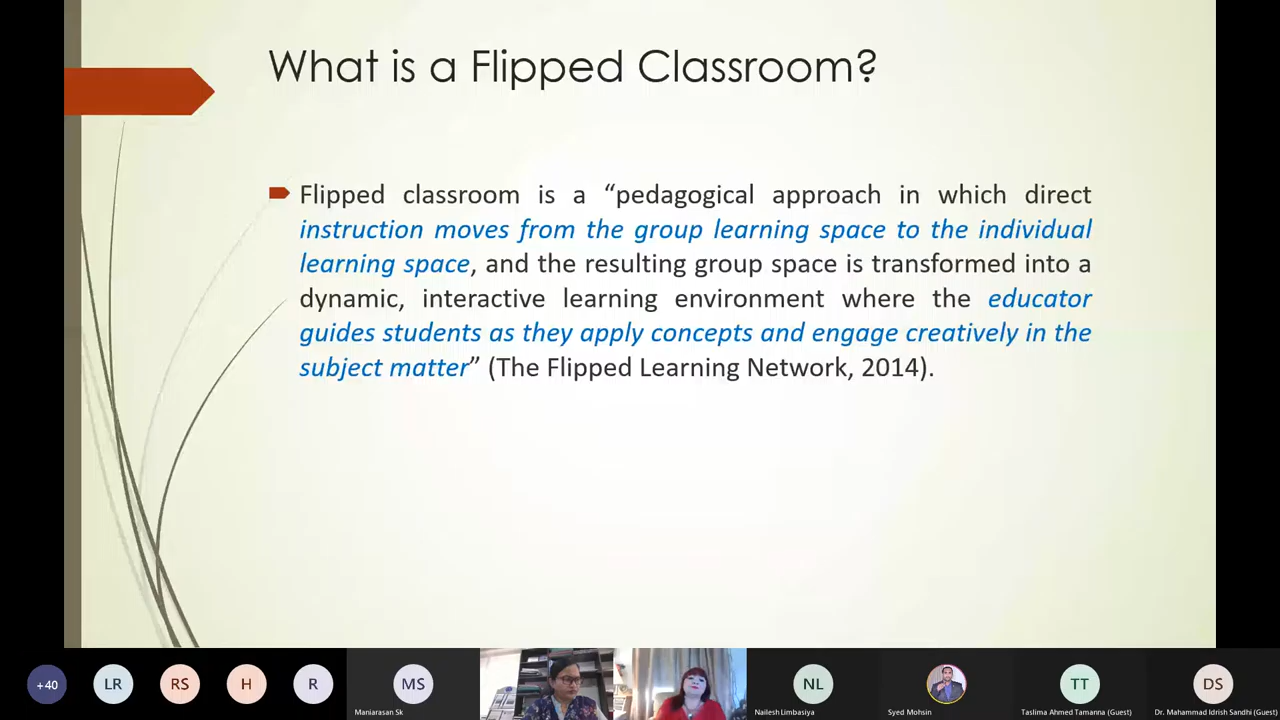 What is a Flipped Classroom?
Flipped classroom is a “pedagogical approach in which direct
instruction moves from the group learning space to the individual
learning space, and the resulting group space is transformed into a
dynamic, interactive learning environment where the educator
guides students as they apply concepts and engage creatively in the
subject matter” (The Flipped Learning Network, 2014).
+40
LR
RS
H
R
MS
NL
TT
DS
Maniarasan Sk
Nailesh Limbasiya
Syed Mohsin
Taslima Ahmed Tamanna (Guest)
Dr. Mahammad Idrish Sandhi (Guest)